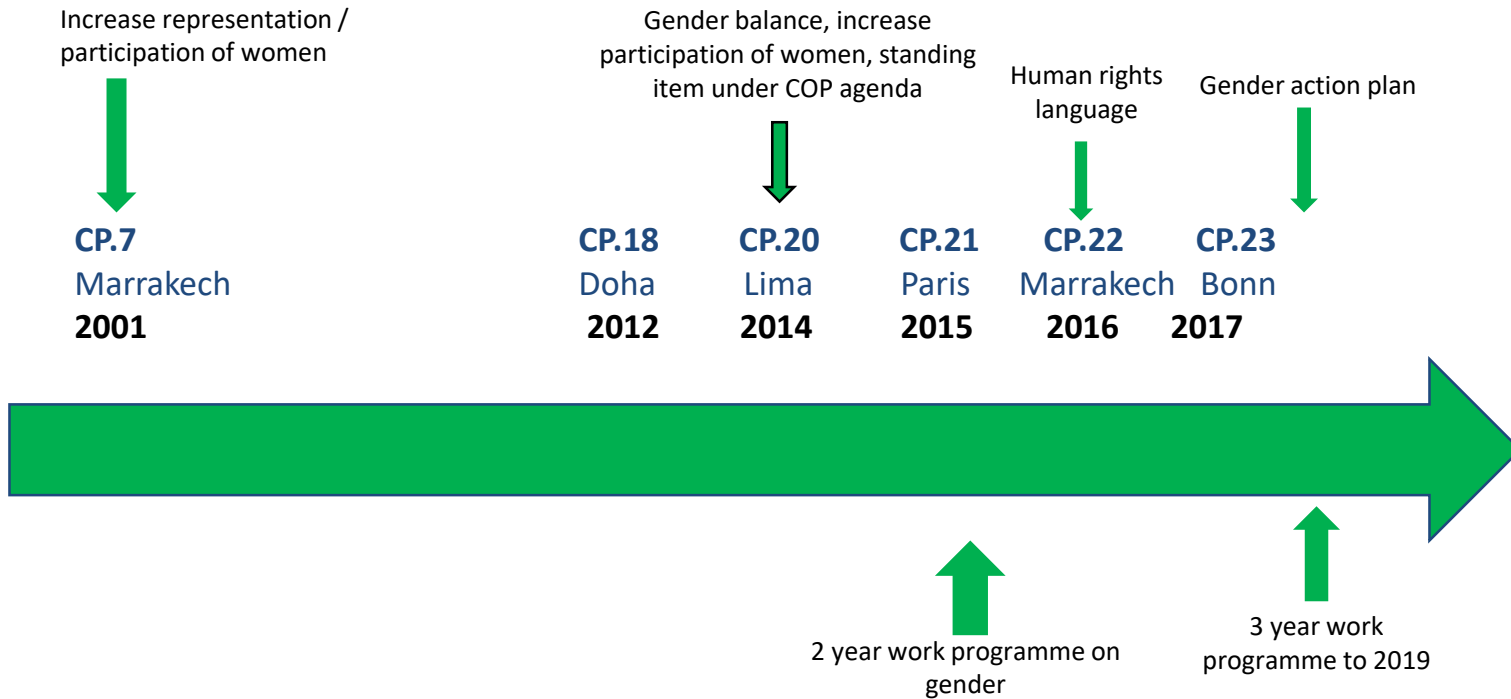 Increase representation /
participation of women
Gender balance, increase
participation of women, standing
item under COP agenda
Human rights
language
Gender action plan
CP.7
Marrakech
2001
CP.18
Doha
2012
CP.20
Lima
2014
CP.21
Paris
2015
CP.22
Marrakech
2016
CP.23
Bonn
2017
2 year work programme on
gender
3 year work
programme to 2019